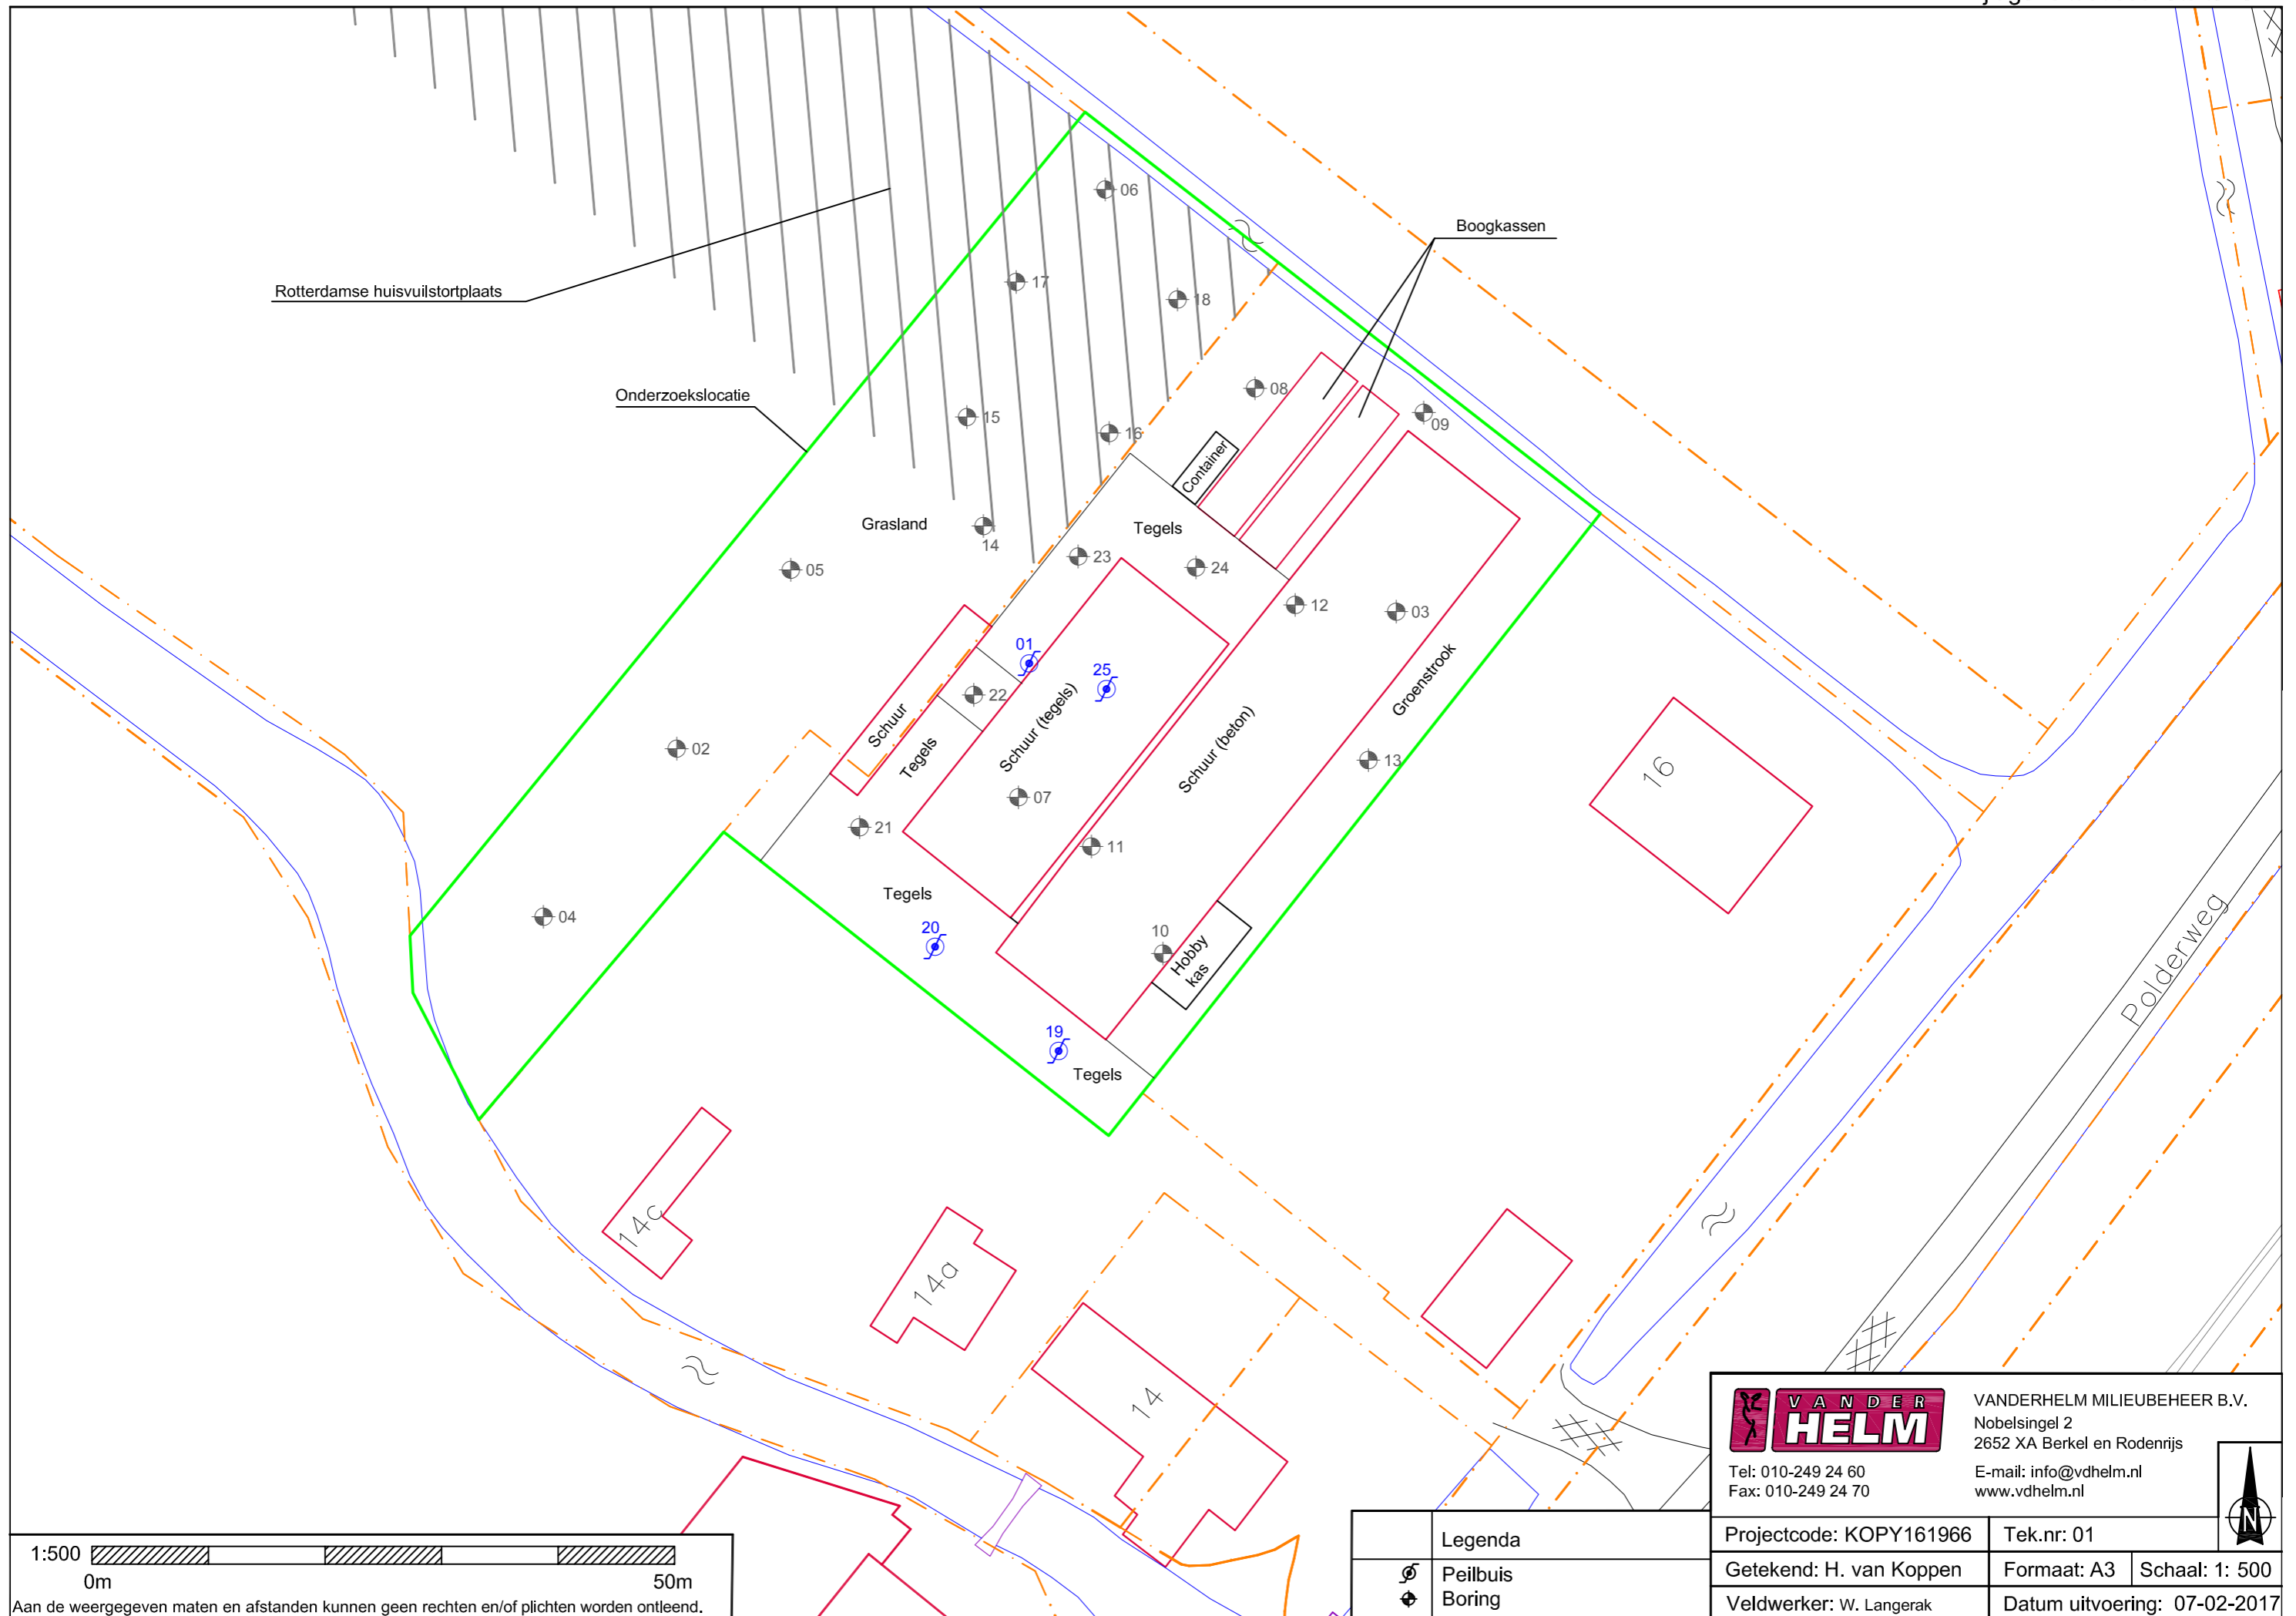 06
Boogkassen
17
Rotterdamse huisvuilstortplaats
18
08
Onderzoekslocatie
15
09
16
Container
Grasland
Tegels
14
23
24
05
12
03
01
25
22
Groenstrook
Schuur
Schuur (tegels)
Schuur (beton)
02
Tegels
13
16
07
21
11
Tegels
04
20
10
Hobby
kas
Polderweg
19
Tegels
14c
14a
14
VANDER
HELM
VANDERHELM MILIEUBEHEER B.V.
Nobelsingel 2
2652 XA Berkel en Rodenrijs
Tel: 010-249 24 60
E-mail: info@vdhelm.nl
Fax: 010-249 24 70
www.vdhelm.nl
N
Legenda
Peilbuis
Boring
Projectcode: KOPY161966
Tek.nr: 01
Getekend: H. van Koppen
Formaat: A3
Schaal: 1: 500
Veldwerker: W. Langerak
Datum uitvoering: 07-02-2017
1:500
0m
50m
Aan de weergegeven maten en afstanden kunnen geen rechten en/of plichten worden ontleend.